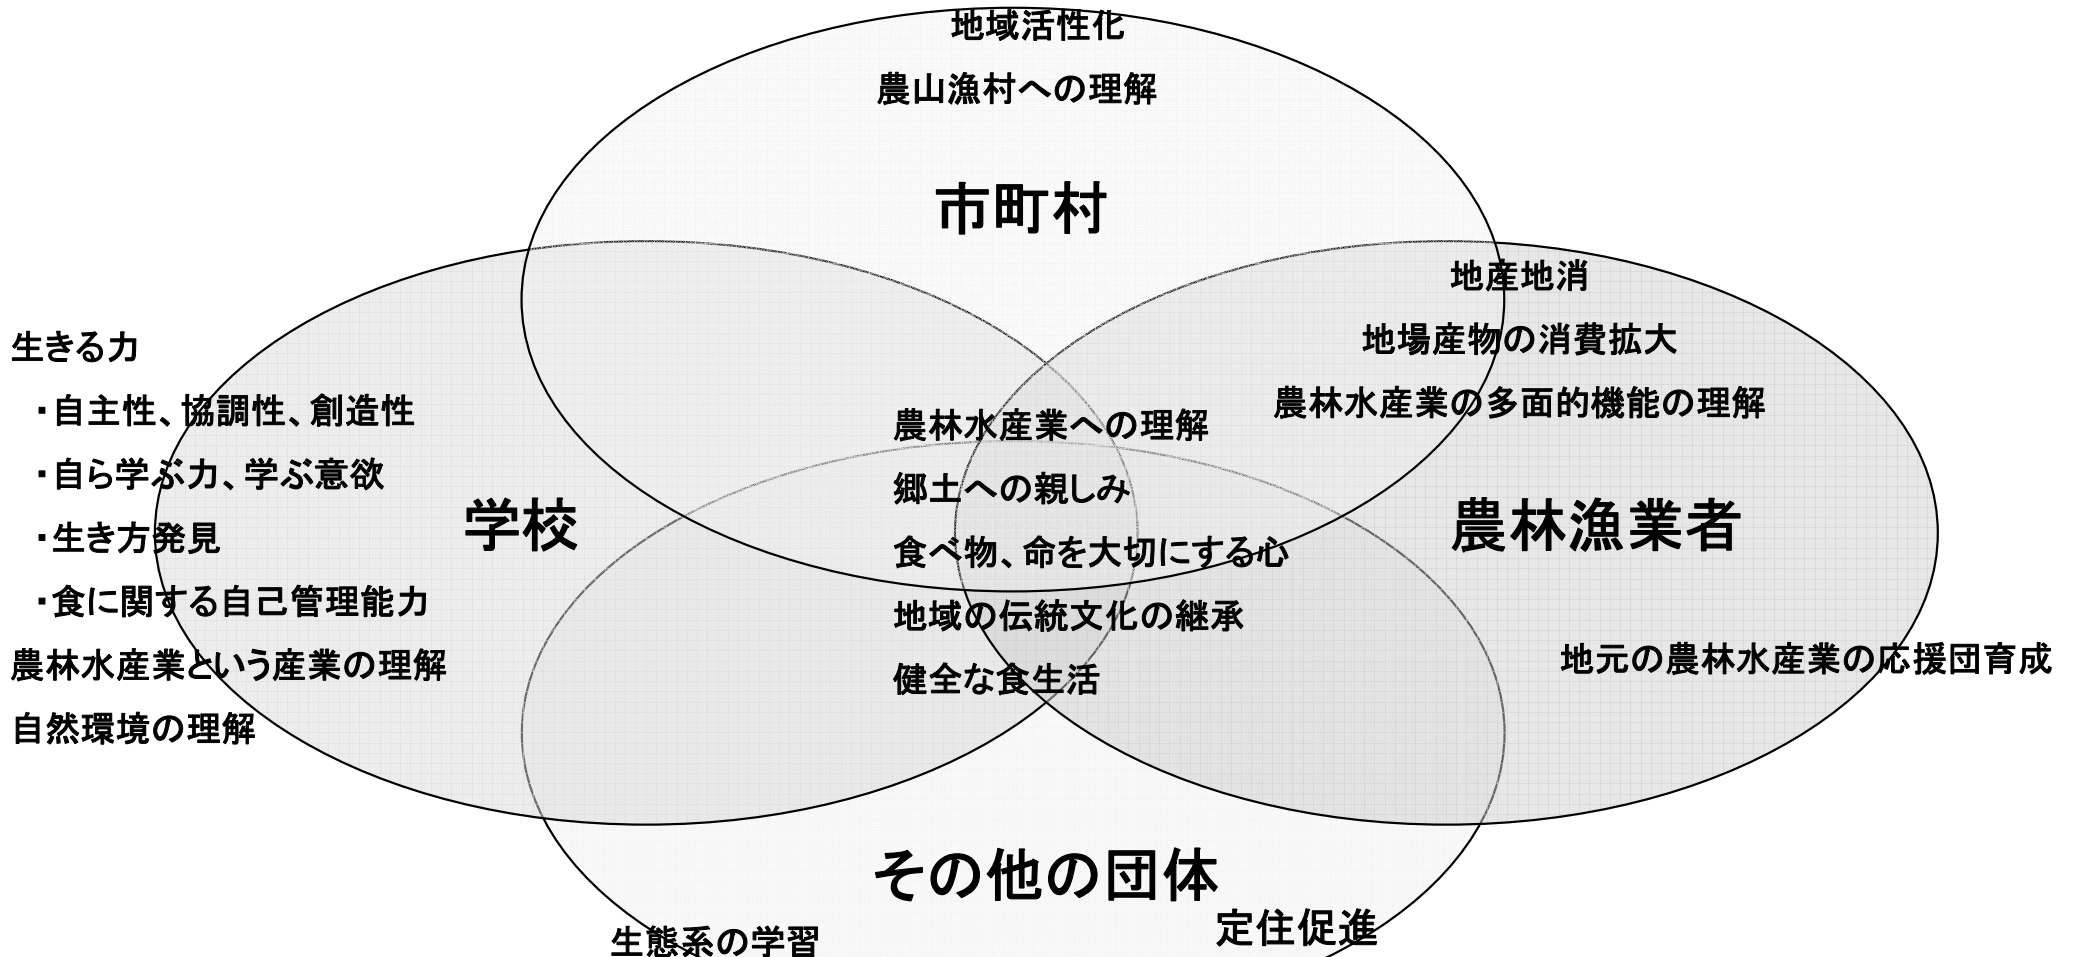 地域活性化
農山漁村への理解
市町村
地産地消
地場産物の消費拡大
農林水産業の多面的機能の理解
生きる力
・自主性、協調性、創造性
・自ら学ぶ力、学ぶ意欲
・生き方発見
・食に関する自己管理能力
農林水産業という産業の理解
自然環境の理解
学校
農林水産業への理解
郷土への親しみ
食べ物、命を大切にする心
地域の伝統文化の継承
健全な食生活
農林漁業者
地元の農林水産業の応援団育成
その他の団体
定住促進
生態系の学習